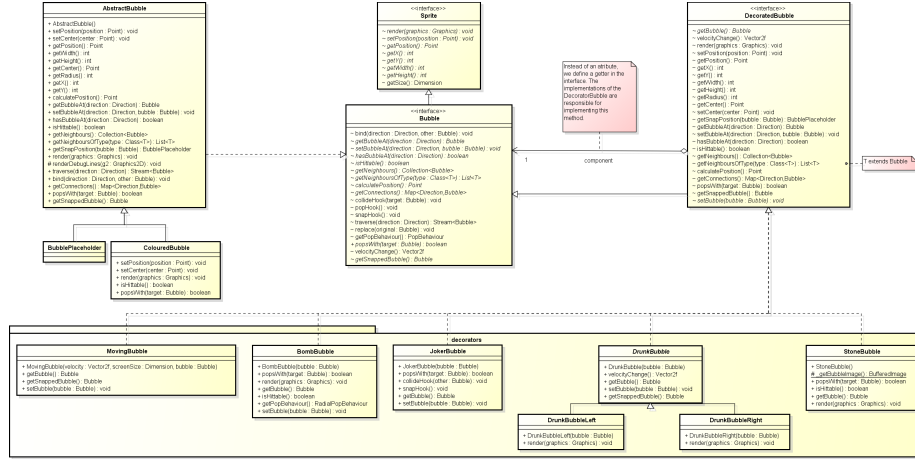 AbstractBubble
+ AbstractBubble()
+ setPosition(position : Point) : void
+ setCenter(center : Point) : void
+ getPosition() : Point
+ getWidth() : int
+ getHeight() : int
+ getCenter() : Point
+ getRadius() : int
+ getX() : int
+ getY() : int
+ calculatePosition() : Point
+ getBubbleAt(direction : Direction) : Bubble
+ setBubbleAt(direction : Direction, bubble : Bubble) : void
+ hasBubbleAt(direction : Direction) : boolean
+ isHittable() : boolean
+ getNeighbours() : Collection<Bubble>
+ getNeighboursOfType(type : Class<T>) : List<T>
+ getSnapPosition(bubble : Bubble) : BubblePlaceholder
+ render(graphics : Graphics) : void
- renderDebugLines(g2 : Graphics2D) : void
+ traverse(direction : Direction) : Stream<Bubble>
+ bind(direction : Direction, other : Bubble) : void
+ getConnections() : Map<Direction,Bubble>
+ popsWith(target : Bubble) : boolean
+ getSnappedBubble() : Bubble
BubblePlaceholder
ColouredBubble
+ setPosition(position : Point) : void
+ setCenter(center : Point) : void
+ render(graphics : Graphics) : void
+ isHittable() : boolean
+ popsWith(target : Bubble) : boolean
<<interface>>
Sprite
~ render(graphics : Graphics) : void
~ setPosition(position : Point) : void
~ getPosition() : Point
~ getX() : int
~ getY() : int
~ getWidth() : int
~ getHeight() : int
~ getSize() : Dimension
<<interface>>
Bubble
~ bind(direction : Direction, other : Bubble) : void
~ getBubbleAt(direction : Direction) : Bubble
~ setBubbleAt(direction : Direction, bubble : Bubble) : void
~ hasBubbleAt(direction : Direction) : boolean
~ isHittable() : boolean
~ getNeighbours() : Collection<Bubble>
~ getNeighboursOfType(type : Class<T>) : List<T>
~ calculatePosition() : Point
~ getConnections() : Map<Direction,Bubble>
~ collideHook(target : Bubble) : void
~ popHook() : void
~ snapHook() : void
~ traverse(direction : Direction) : Stream<Bubble>
~ replace(original : Bubble) : void
~ getPopBehaviour() : PopBehaviour
+ popsWith(target : Bubble) : boolean
~ velocityChange() : Vector2f
~ getSnappedBubble() : Bubble
Instead of an atribute,
we define a getter in the
interface. The
implementations of the
DecoratorBubble are
responsible for
implementing this
method.
1
component
<<interface>>
DecoratedBubble
~ getBubble() : Bubble
~ velocityChange() : Vector2f
~ render(graphics : Graphics) : void
~ setPosition(position : Point) : void
~ getPosition() : Point
~ getX() : int
~ getY() : int
~ getWidth() : int
~ getHeight() : int
~ getRadius() : int
~ getCenter() : Point
~ setCenter(center : Point) : void
~ getSnapPosition(bubble : Bubble) : BubblePlaceholder
~ getBubbleAt(direction : Direction) : Bubble
~ setBubbleAt(direction : Direction, bubble : Bubble) : void
~ hasBubbleAt(direction : Direction) : boolean
~ isHittable() : boolean
~ getNeighbours() : Collection<Bubble>
~ getNeighboursOfType(type : Class<T>) : List<T>
~ calculatePosition() : Point
~ getConnections() : Map<Direction,Bubble>
~ popsWith(target : Bubble) : boolean
~ getSnappedBubble() : Bubble
~ setBubble(bubble : Bubble) : void
T extends Bubble
decorators
MovingBubble
+ MovingBubble(velocity : Vector2f, screenSize : Dimension, bubble : Bubble)
+ getBubble() : Bubble
+ getSnappedBubble() : Bubble
+ setBubble(bubble : Bubble) : void
BombBubble
+ BombBubble(bubble : Bubble)
+ popsWith(target : Bubble) : boolean
+ render(graphics : Graphics) : void
+ getBubble() : Bubble
+ isHittable() : boolean
+ getPopBehaviour() : RadialPopBehaviour
+ setBubble(bubble : Bubble) : void
JokerBubble
+ JokerBubble(bubble : Bubble)
+ popsWith(target : Bubble) : boolean
+ collideHook(other : Bubble) : void
+ snapHook() : void
+ getBubble() : Bubble
+ setBubble(bubble : Bubble) : void
DrunkBubble
+ DrunkBubble(bubble : Bubble)
+ velocityChange() : Vector2f
+ getBubble() : Bubble
+ setBubble(bubble : Bubble) : void
+ getSnappedBubble() : Bubble
DrunkBubbleLeft
+ DrunkBubbleLeft(bubble : Bubble)
+ render(graphics : Graphics) : void
DrunkBubbleRight
+ DrunkBubbleRight(bubble : Bubble)
+ render(graphics : Graphics) : void
StoneBubble
+ StoneBubble()
# _getBubbleImage() : BufferedImage
+ popsWith(target : Bubble) : boolean
+ isHittable() : boolean
+ getBubble() : Bubble
+ render(graphics : Graphics) : void